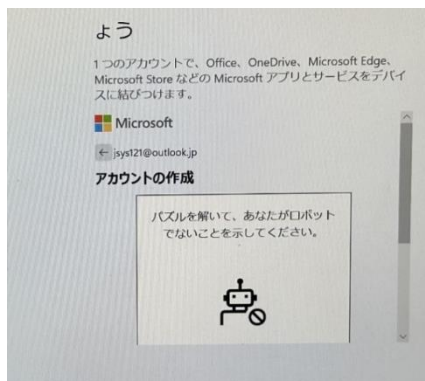 ょう
1 つのアカウントで、Office、OneDrive、Microsoft Edge、
Microsoft Store などの Microsoft アプリとサービスをデバイ
スに結びつけます。
Microsoft
← jsys121@outlook.jp
アカウントの作成
パズルを解いて、あなたがロボット
でないことを示してください。